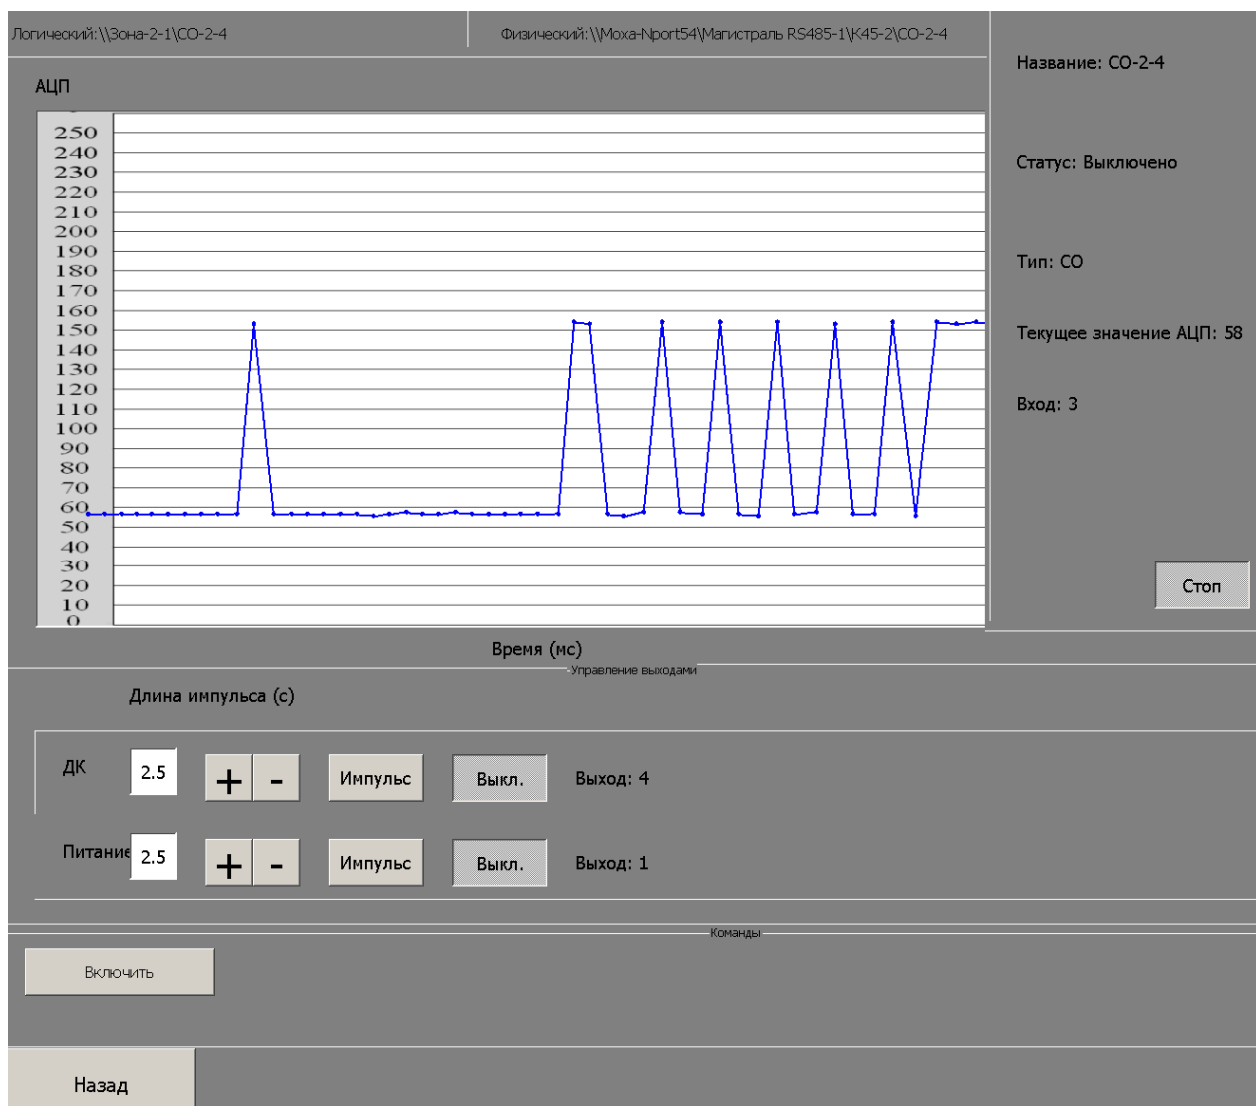 Логический:\\Зона-2-1\СО-2-4
Физический:\\Moxa-Nport54\Магистраль RS485-1\К45-2\СО-2-4
Название: СО-2-4
АЦП
250
240
230
220
210
200
190
180
170
160
150
140
130
120
110
100
90
80
70
60
50
40
30
20
10
0
Статус: Выключено
Тип: СО
Текущее значение АЦП: 58
Вход: 3
Стоп
Время (мс)
Управление выходами
Длина импульса (с)
ДК 2.5 + - Импульс Выкл. Выход: 4
Питание 2.5 + - Импульс Выкл. Выход: 1
Команды
Включить
Назад